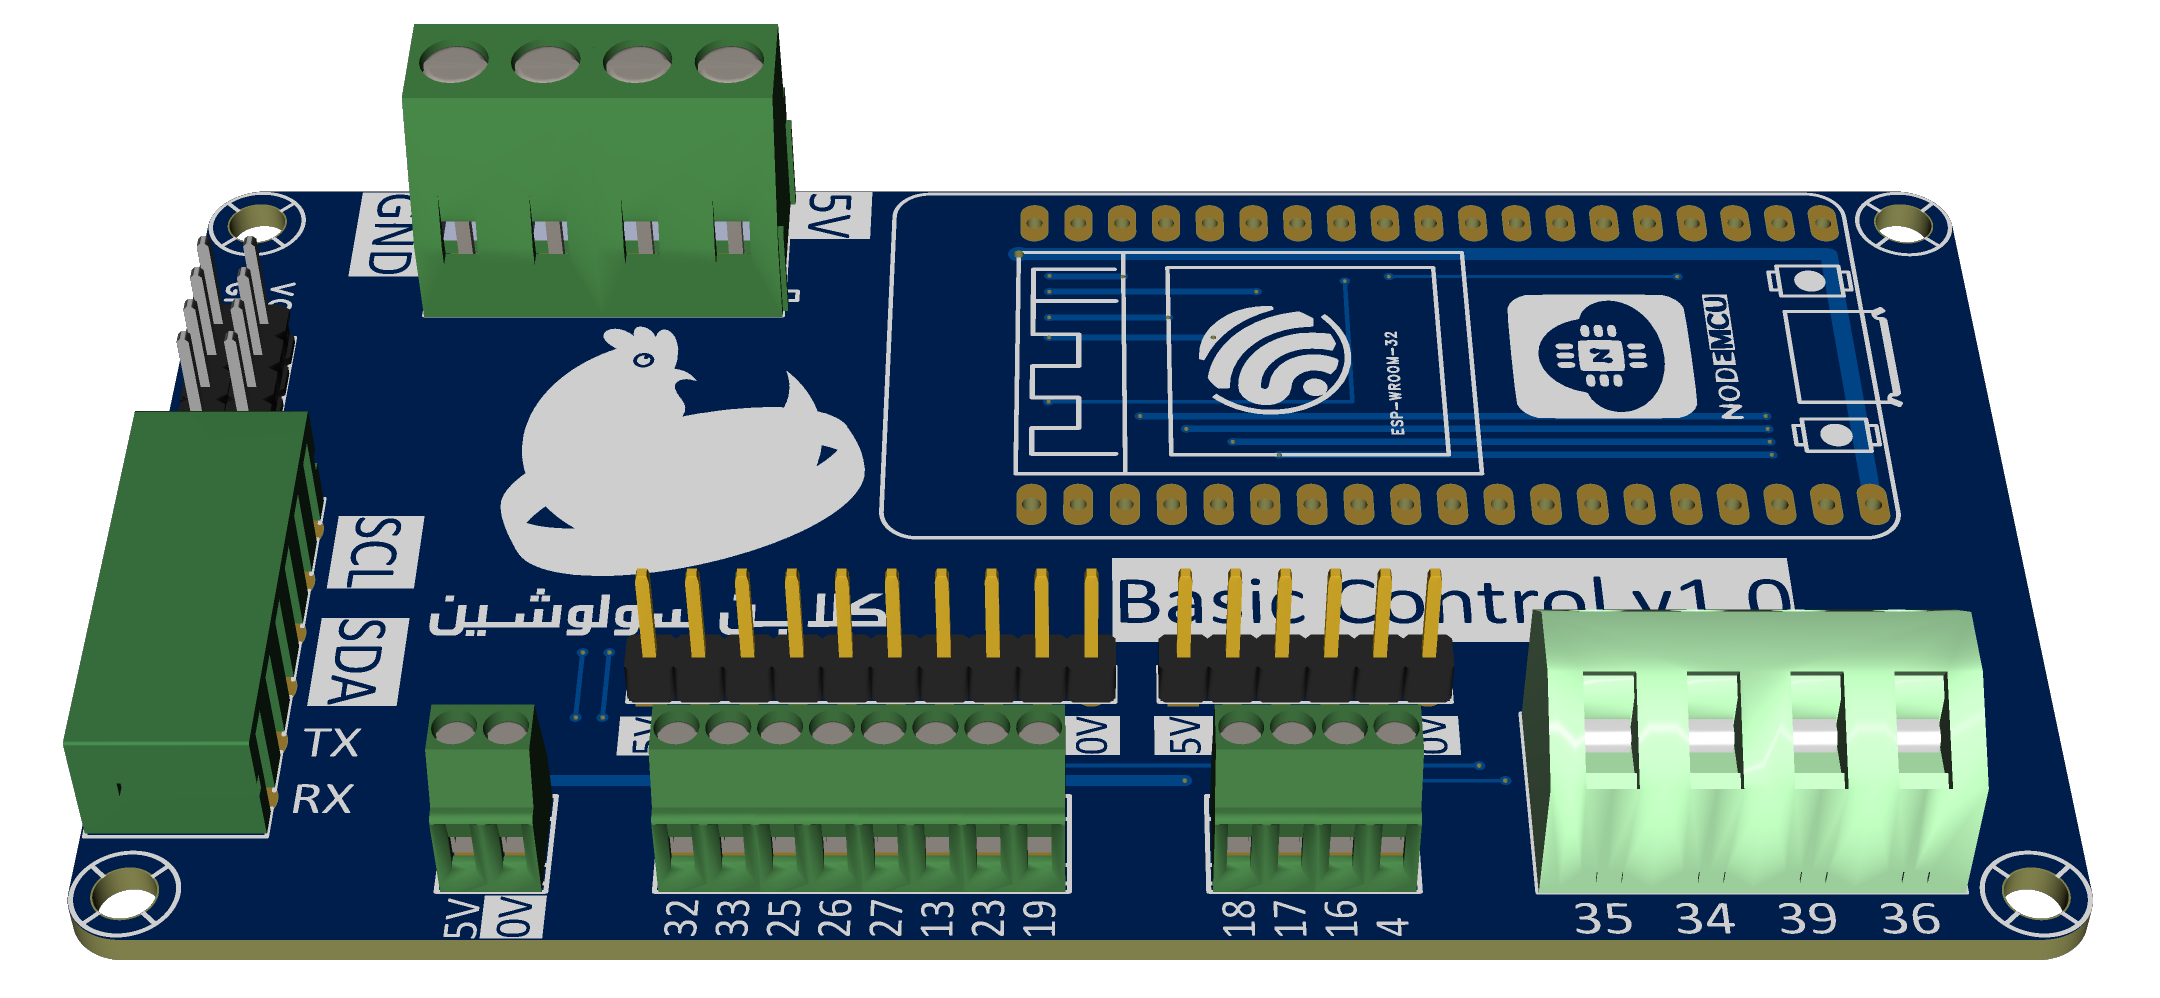 GND
5V
NODEMCU
ESP-WROOM-32
N
SCL
SDA
TX
RX
سولوشين
Basic Control v1.0
5V
0V
5V
0V
5V
0V
32
33
25
26
27
13
23
19
18
17
16
4
35
34
39
36